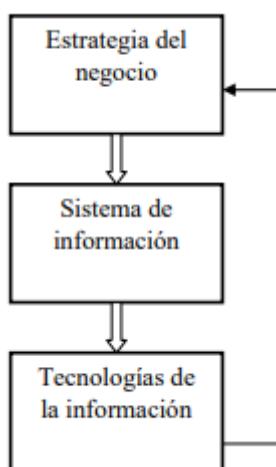 Estrategia del
negocio
Sistema de
información
Tecnologías de
la información